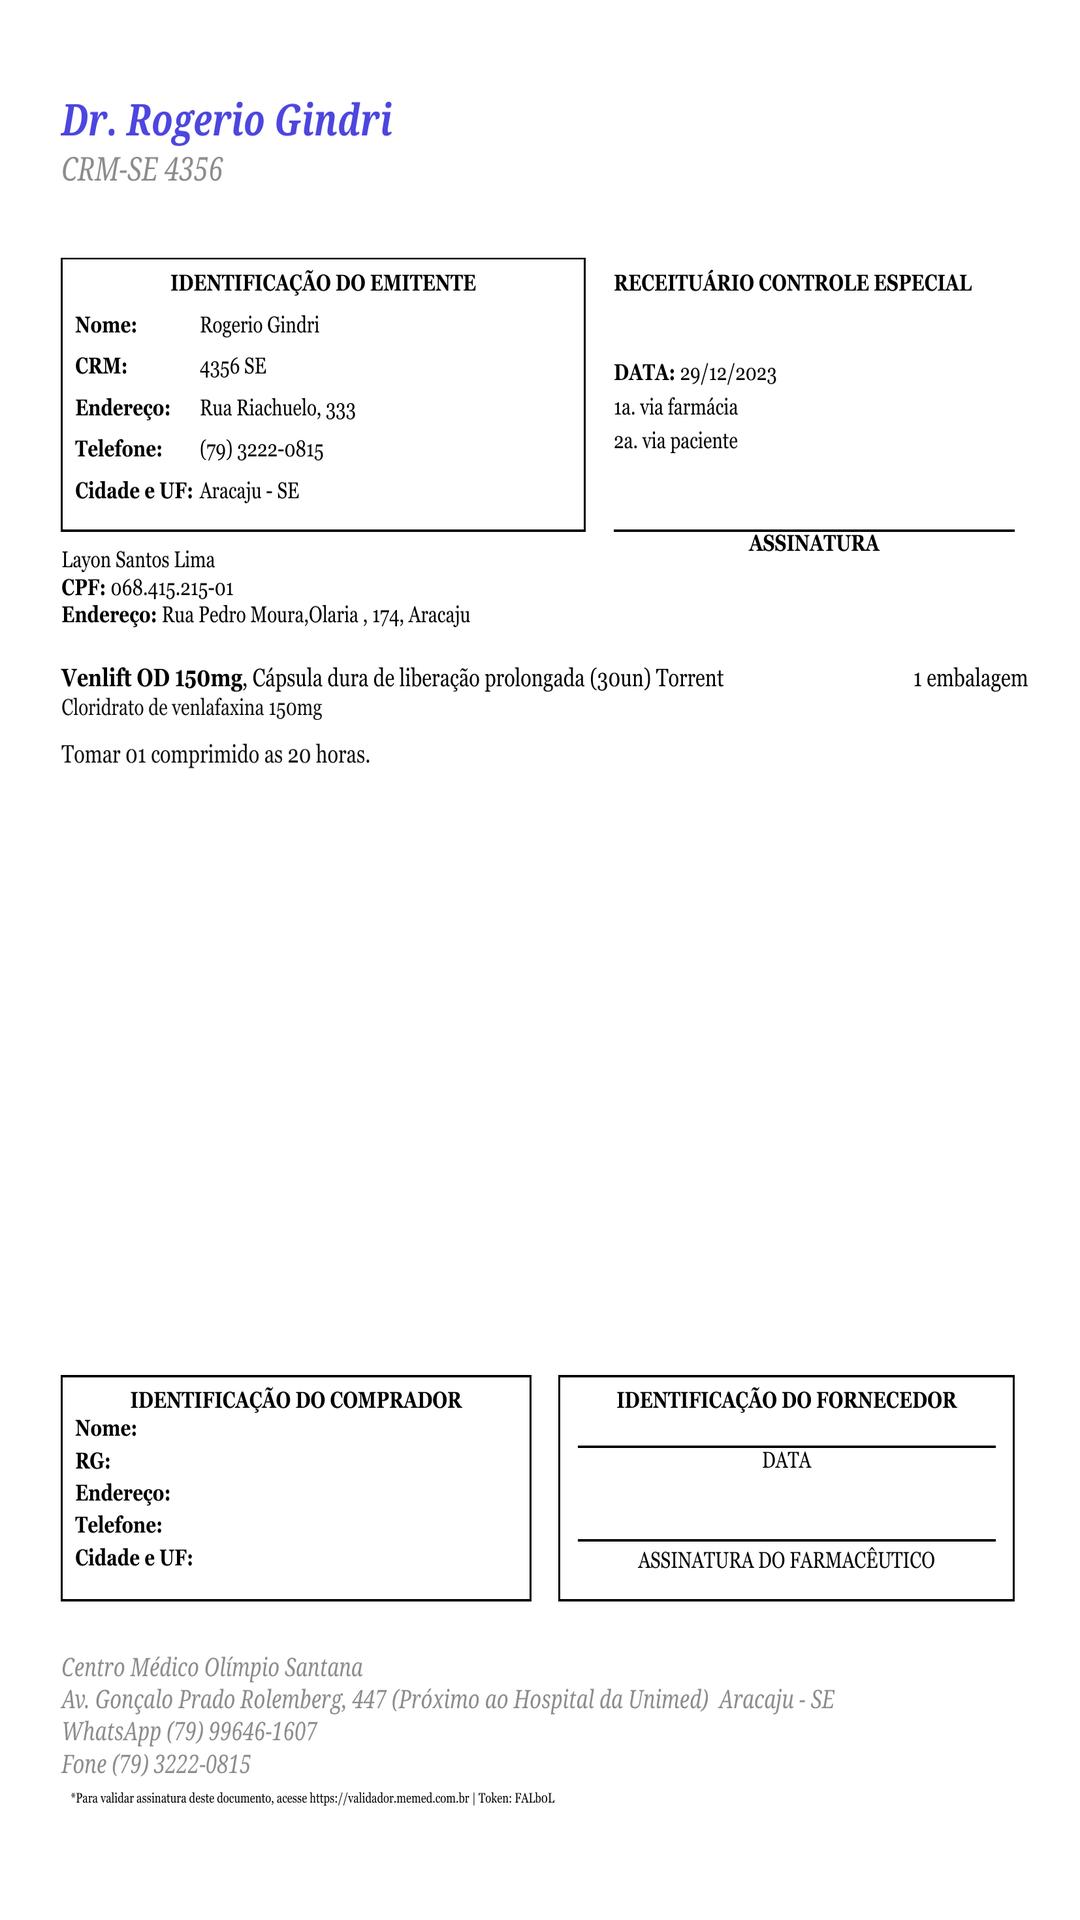 Dr. Rogerio Gindri
CRM-SE 4356
IDENTIFICAÇÃO DO EMITENTE
Nome: Rogerio Gindri
CRM: 4356 SE
Endereço: Rua Riachuelo, 333
Telefone: (79) 3222-0815
Cidade e UF: Aracaju - SE
RECEITUÁRIO CONTROLE ESPECIAL
DATA: 29/12/2023
1a. via farmácia
2a. via paciente
ASSINATURA
Layon Santos Lima
CPF: 068.415.215-01
Endereço: Rua Pedro Moura,Olaria , 174, Aracaju
Venlift OD 150mg, Cápsula dura de liberação prolongada (30un) Torrent 1 embalagem
Cloridrato de venlafaxina 150mg
Tomar 01 comprimido as 20 horas.
IDENTIFICAÇÃO DO COMPRADOR
Nome:
RG:
Endereço:
Telefone:
Cidade e UF:
IDENTIFICAÇÃO DO FORNECEDOR
DATA
ASSINATURA DO FARMACÊUTICO
Centro Médico Olímpio Santana
Av. Gonçalo Prado Rolemberg, 447 (Próximo ao Hospital da Unimed) Aracaju - SE
WhatsApp (79) 99646-1607
Fone (79) 3222-0815
*Para validar assinatura deste documento, acesse https://validador.memed.com.br | Token: FALb0L